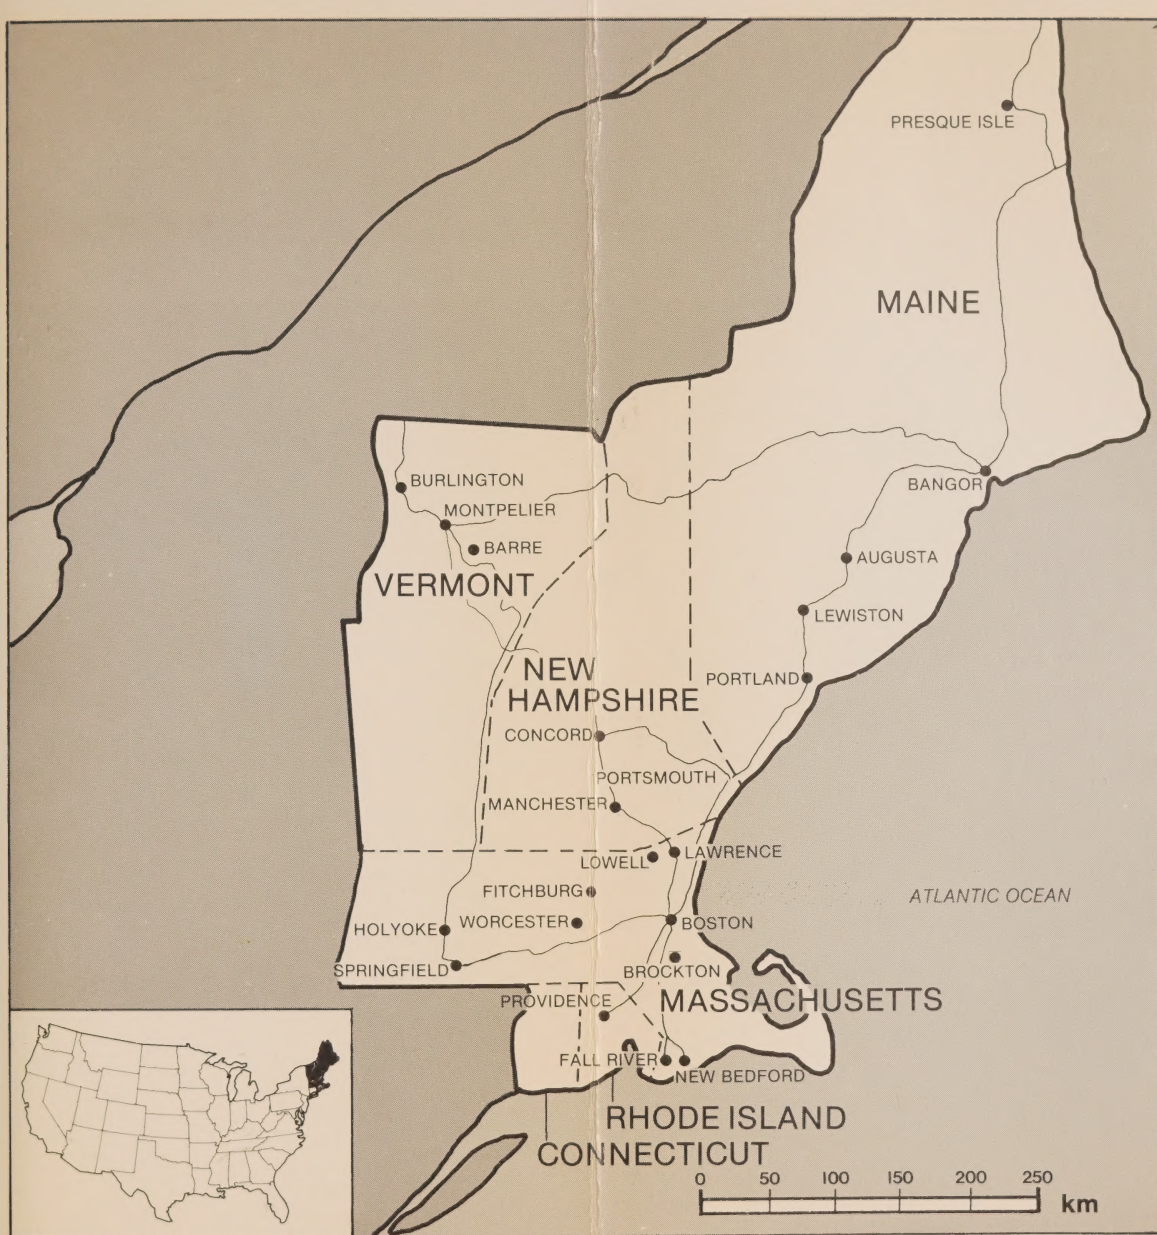 PRESQUE ISLE
MAINE
BURLINGTON
BANGOR
MONTPELIER
BARRE
AUGUSTA
VERMONT
LEWISTON
NEW
HAMPSHIRE
PORTLAND
CONCORD
PORTSMOUTH
MANCHESTER
LAWRENCE
LOWELL
FITCHBURG
ATLANTIC OCEAN
HOLYOKE
WORCESTER
BOSTON
SPRINGFIELD
BROCKTON
PROVIDENCE
MASSACHUSETTS
FALL RIVER
NEW BEDFORD
RHODE ISLAND
CONNECTICUT
0 50 100 150 200 250
km